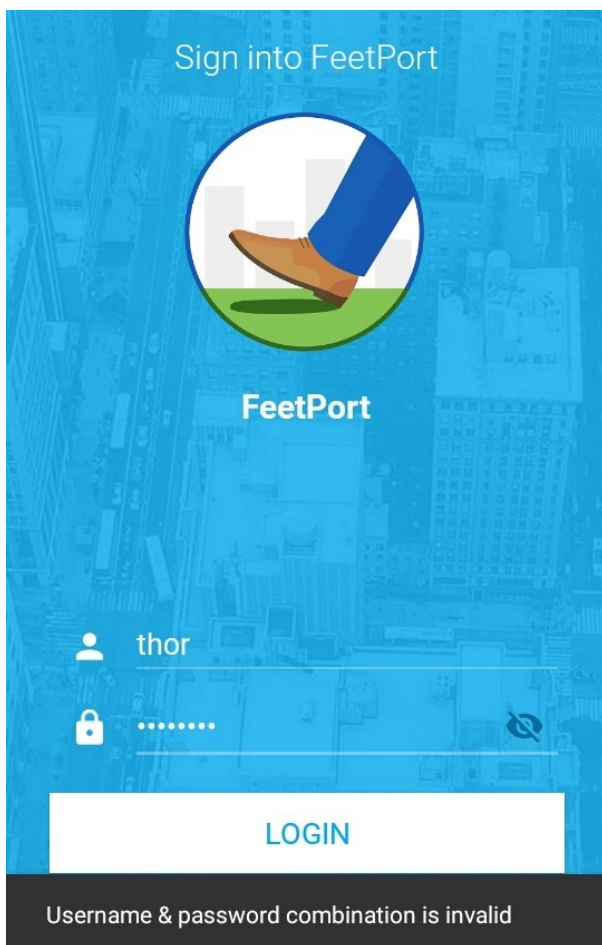 Sign into FeetPort
FeetPort
thor
••••••••
LOGIN
Username & password combination is invalid